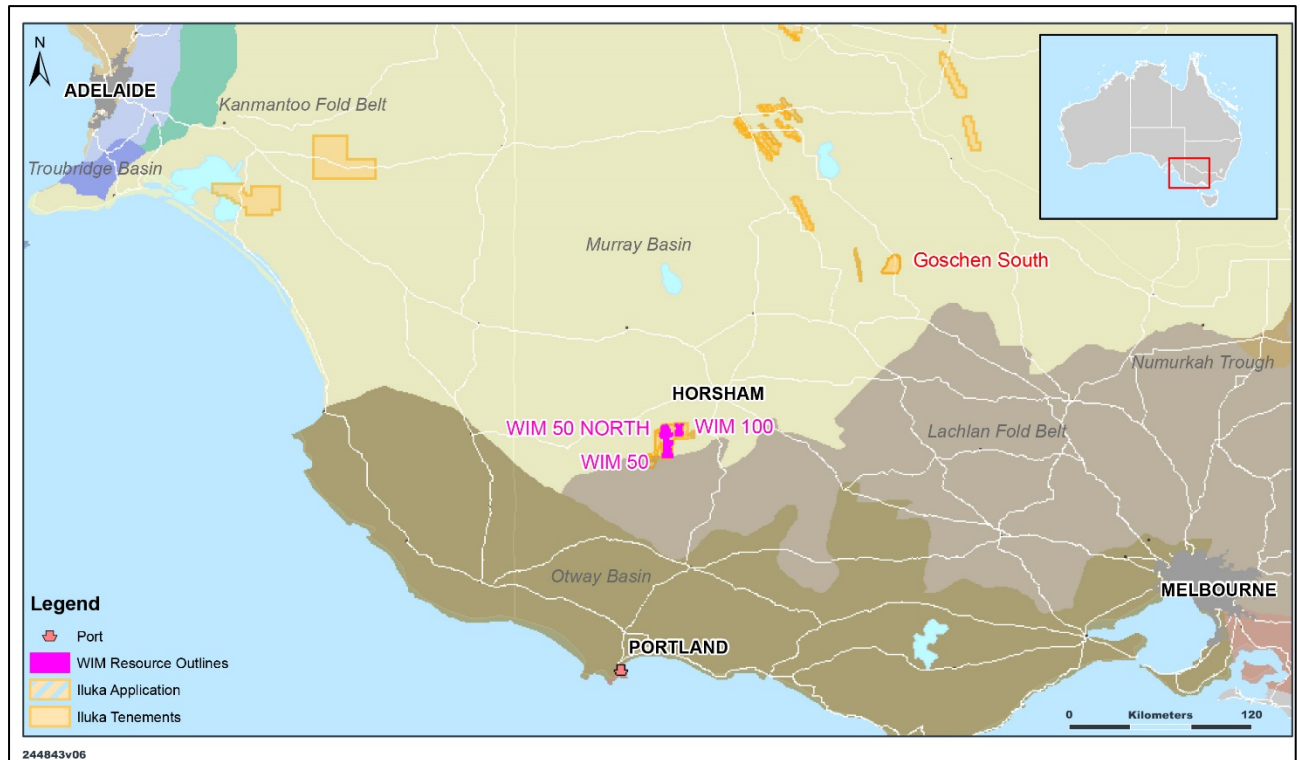 N
ADELAIDE
Kanmantoo Fold Belt
Troubridge Basin
Murray Basin
Goschen South
Numurkah Trough
HORSHAM
WIM 50 NORTH
WIM 100
Lachlan Fold Belt
WIM 50
Otway Basin
MELBOURNE
PORTLAND
Legend
Port
WIM Resource Outlines
Iluka Application
Iluka Tenements
0 Kilometers 120
244843v06